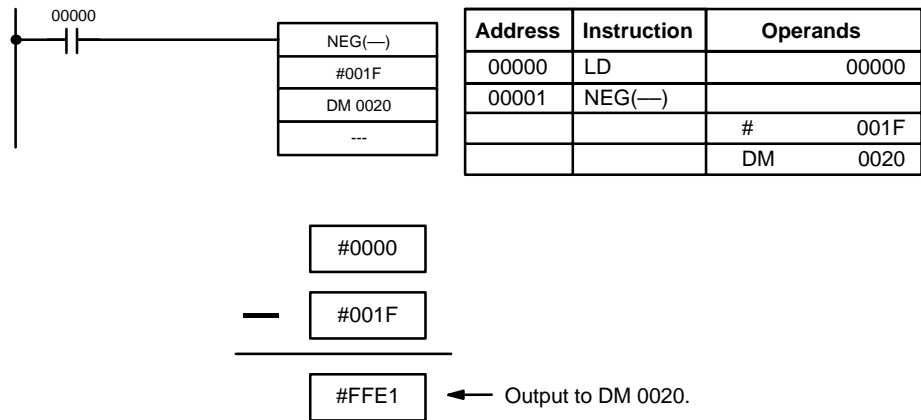 00000
NEG(—)
#001F
DM 0020
---
Address Instruction Operands
00000 LD 00000
00001 NEG(––)
# 001F
DM 0020
#0000
— #001F
#FFE1 Output to DM 0020.